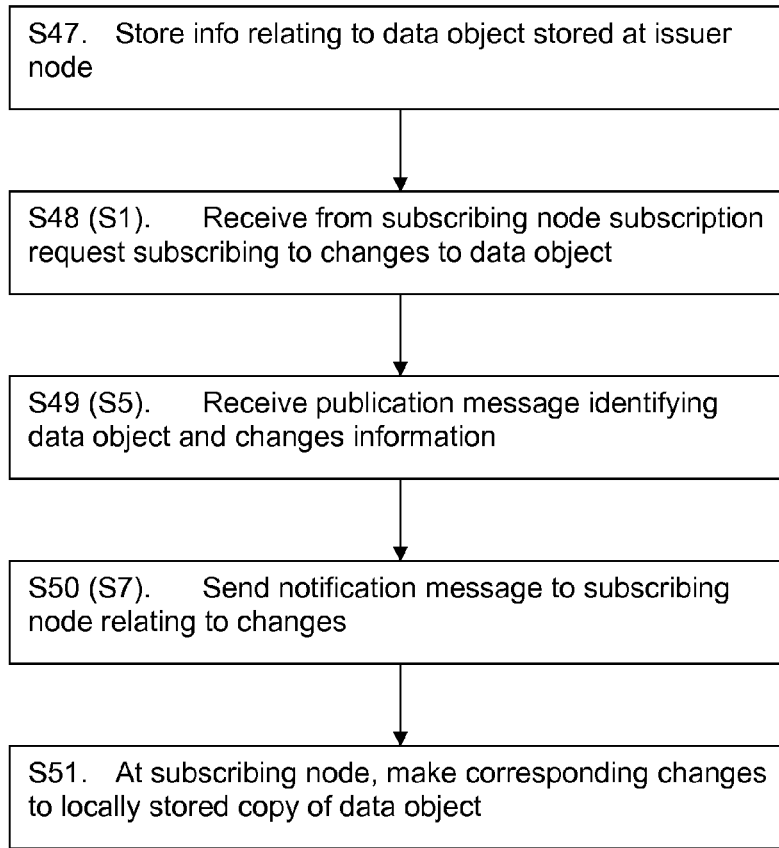 S47. Store info relating to data object stored at issuer
node
S48 (S1). Receive from subscribing node subscription
request subscribing to changes to data object
S49 (S5). Receive publication message identifying
data object and changes information
S50 (S7). Send notification message to subscribing
node relating to changes
S51. At subscribing node, make corresponding changes
to locally stored copy of data object